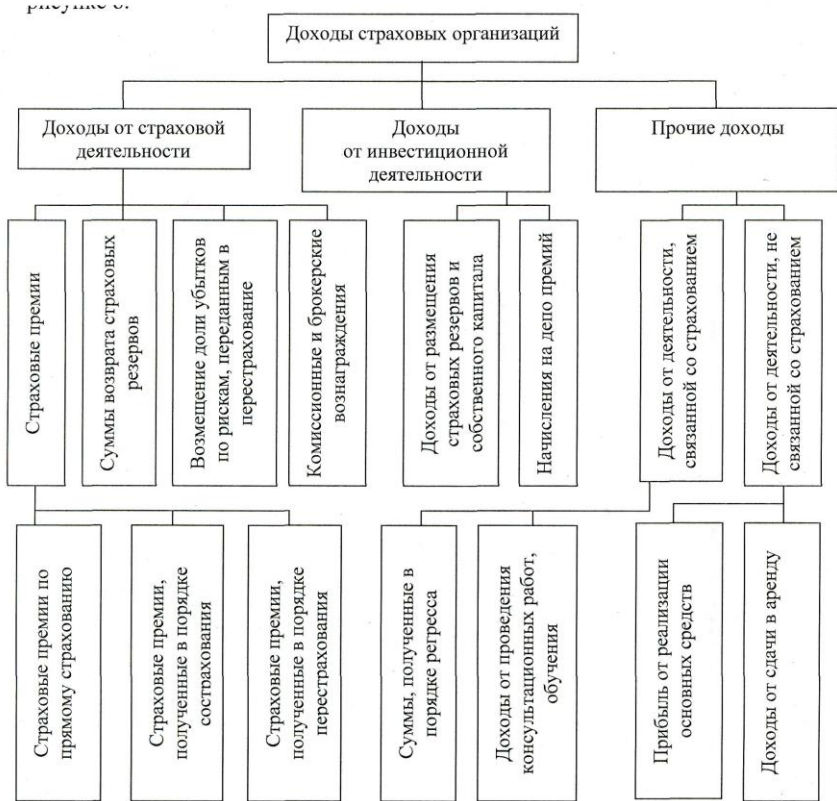 рисунке 8.
Доходы страховых организаций
Доходы от страховой
деятельности
Доходы
от инвестиционной
деятельности
Прочие доходы
Страховые премии
Суммы возврата страховых
резервов
Возмещение доли убытков
по рискам, переданным в
перестрахование
Комиссионные и брокерские
вознаграждения
Доходы от размещения
страховых резервов и
собственного капитала
Начисления на депо премий
Доходы от деятельности,
связанной со страхованием
Доходы от деятельности, не
связанной со страхованием
Страховые премии по
прямому страхованию
Страховые премии,
полученные в порядке
сострахования
Страховые премии,
полученные в порядке
перестрахования
Суммы, полученные в
порядке регресса
Доходы от проведения
консультационных работ,
обучения
Прибыль от реализации
основных средств
Доходы от сдачи в аренду